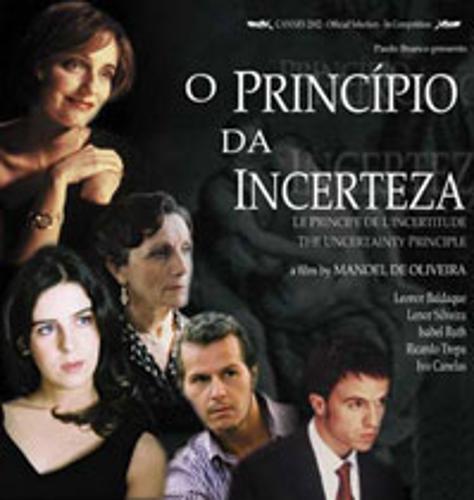 CANNES 2002 - Official Selection - In Competition
Paulo Branco presents
O PRINCÍPIO
DA
INCERTEZA
LE PRINCIPE DE L'INCERTITUDE
THE UNCERTAINTY PRINCIPLE
a film by MANOEL DE OLIVEIRA
Leonor Baldaque
Leonor Silveira
Isabel Ruth
Ricardo Trepa
Ivo Canelas